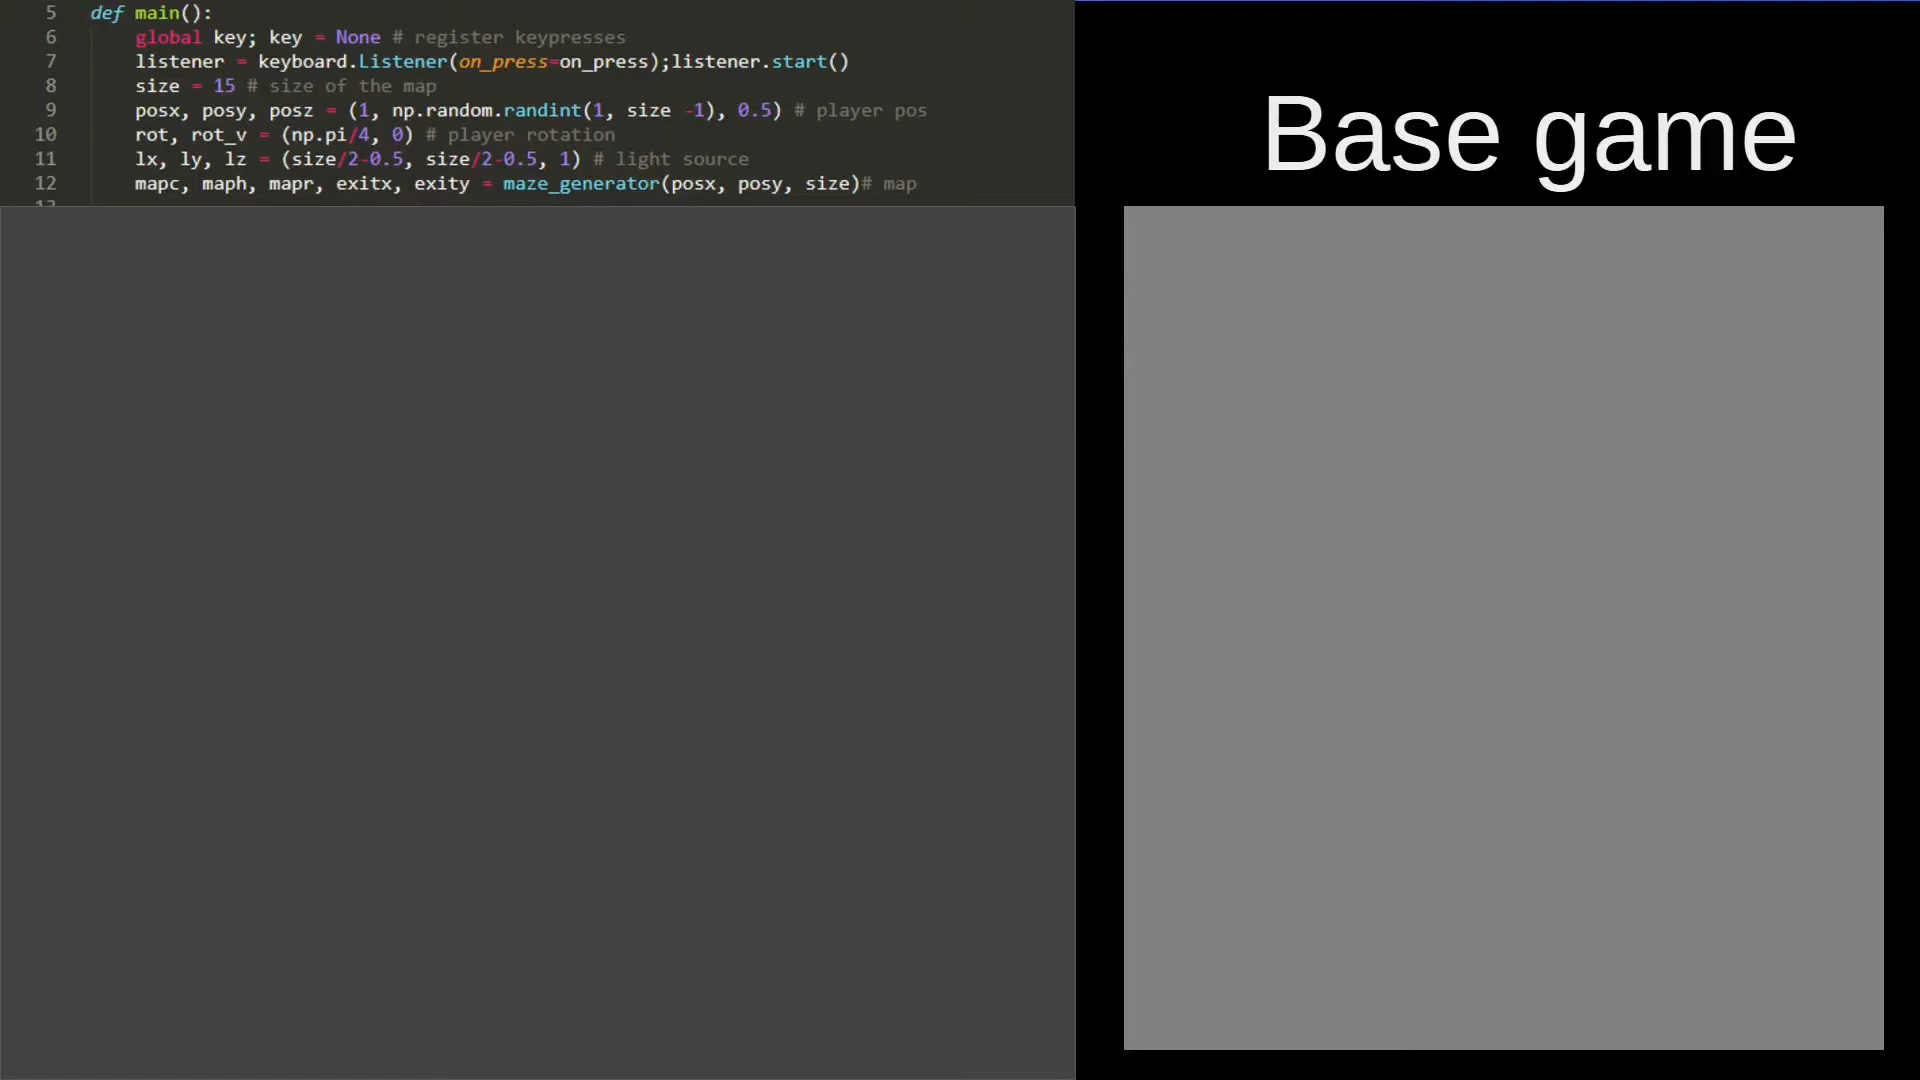 5 def main():
6 global key; key = None # register keypresses
7 listener = keyboard.Listener(on_press=on_press);listener.start()
8 size = 15 # size of the map
9 posx, posy, posz = (1, np.random.randint(1, size -1), 0.5) # player pos
10 rot, rot_v = (np.pi/4, 0) # player rotation
11 lx, ly, lz = (size/2-0.5, size/2-0.5, 1) # light source
12 mapc, maph, mapr, exitx, exity = maze_generator(posx, posy, size)# map
Base game